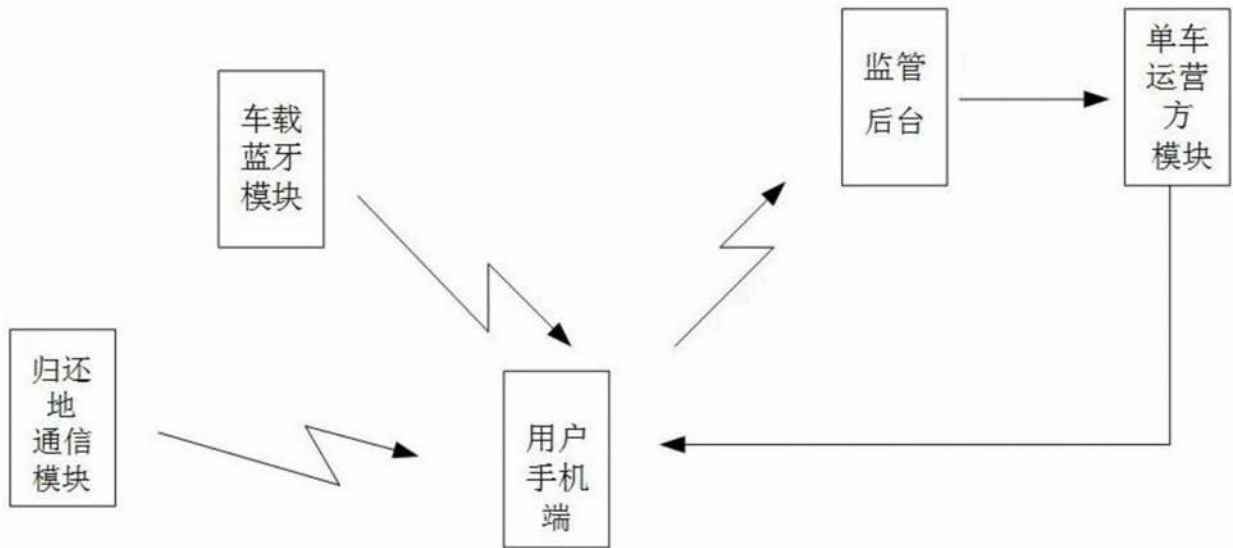 车载
蓝牙
模块
归还
地
通信
模块
用户
手机
端
监管
后台
单车
运营
方
模块